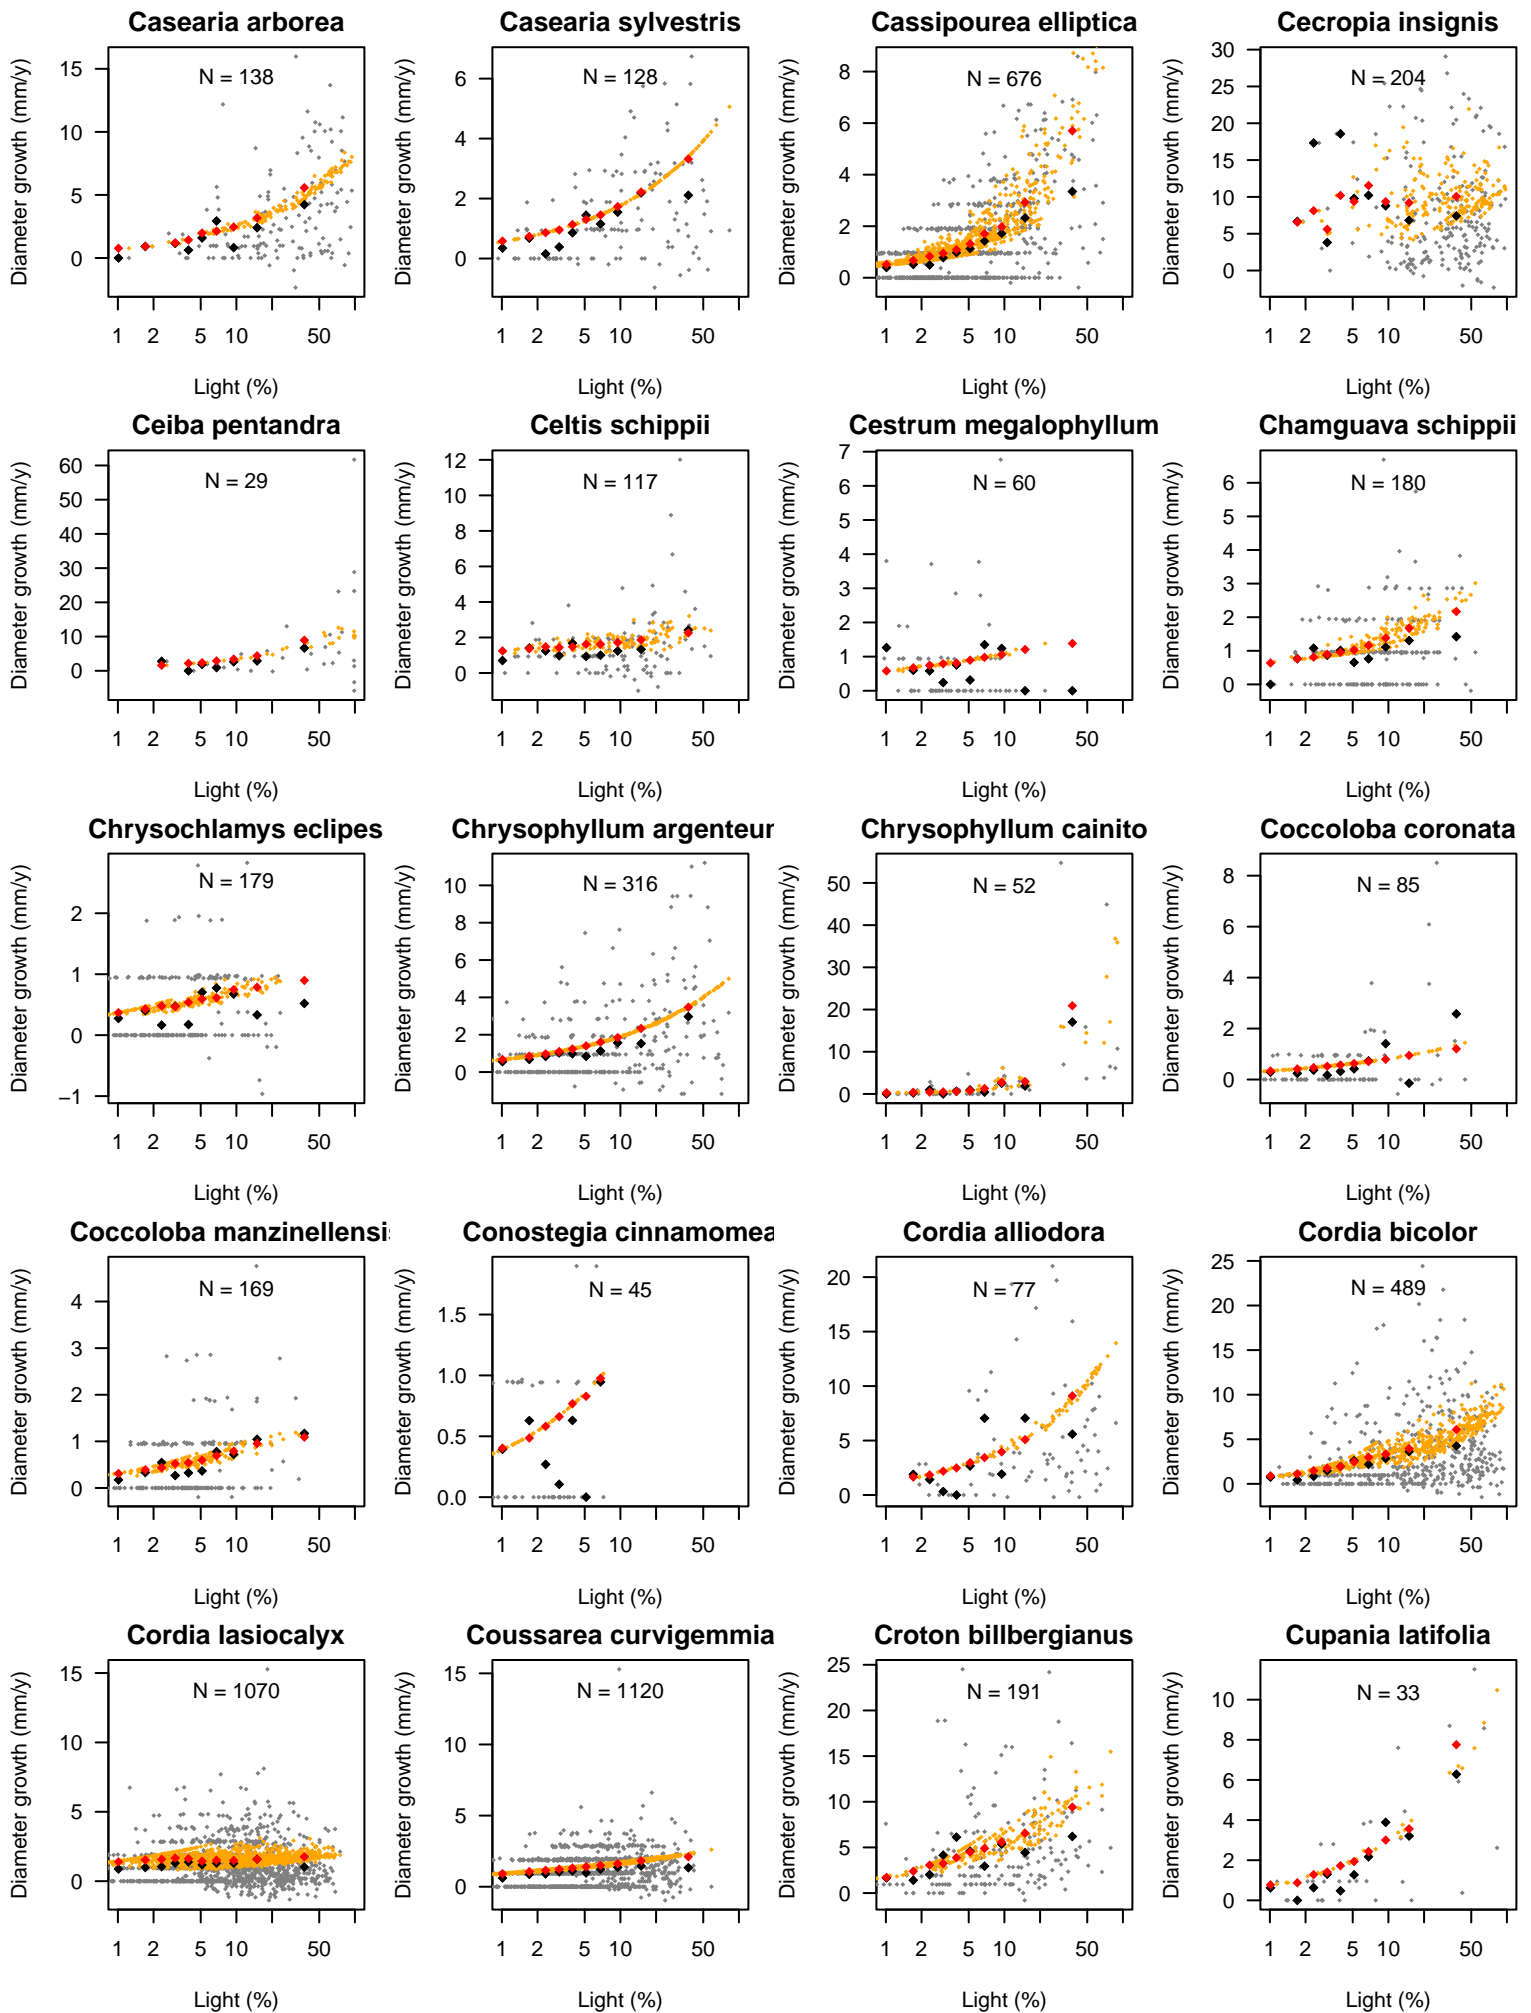 Casearia arborea
Casearia sylvestris
Cassipourea elliptica
Cecropia insignis
Diameter growth (mm/y)
15
10
5
0
N = 138
1 2 5 10 50
Light (%)
Diameter growth (mm/y)
6
4
2
0
N = 128
1 2 5 10 50
Light (%)
Diameter growth (mm/y)
8
6
4
2
0
N = 676
1 2 5 10 50
Light (%)
Diameter growth (mm/y)
30
25
20
15
10
5
0
N = 204
1 2 5 10 50
Light (%)
Ceiba pentandra
Celtis schippii
Cestrum megalophyllum
Chamguava schippii
Diameter growth (mm/y)
60
50
40
30
20
10
0
N = 29
1 2 5 10 50
Light (%)
Diameter growth (mm/y)
12
10
8
6
4
2
0
N = 117
1 2 5 10 50
Light (%)
Diameter growth (mm/y)
7
6
5
4
3
2
1
0
N = 60
1 2 5 10 50
Light (%)
Diameter growth (mm/y)
6
5
4
3
2
1
0
N = 180
1 2 5 10 50
Light (%)
Chrysochlamys eclipes
Chrysophyllum argenteur
Chrysophyllum cainito
Coccoloba coronata
Diameter growth (mm/y)
2
1
0
−1
N = 179
1 2 5 10 50
Light (%)
Diameter growth (mm/y)
10
8
6
4
2
0
N = 316
1 2 5 10 50
Light (%)
Diameter growth (mm/y)
50
40
30
20
10
0
N = 52
1 2 5 10 50
Light (%)
Diameter growth (mm/y)
8
6
4
2
0
N = 85
1 2 5 10 50
Light (%)
Coccoloba manzinellensis
Conostegia cinnamomea
Cordia alliodora
Cordia bicolor
Diameter growth (mm/y)
4
3
2
1
0
N = 169
1 2 5 10 50
Light (%)
Diameter growth (mm/y)
1.5
1.0
0.5
0.0
N = 45
1 2 5 10 50
Light (%)
Diameter growth (mm/y)
20
15
10
5
0
N = 77
1 2 5 10 50
Light (%)
Diameter growth (mm/y)
25
20
15
10
5
0
N = 489
1 2 5 10 50
Light (%)
Cordia lasiocalyx
Coussarea curvigemmia
Croton billbergianus
Cupania latifolia
Diameter growth (mm/y)
15
10
5
0
N = 1070
1 2 5 10 50
Light (%)
Diameter growth (mm/y)
15
10
5
0
N = 1120
1 2 5 10 50
Light (%)
Diameter growth (mm/y)
25
20
15
10
5
0
N = 191
1 2 5 10 50
Light (%)
Diameter growth (mm/y)
10
8
6
4
2
0
N = 33
1 2 5 10 50
Light (%)